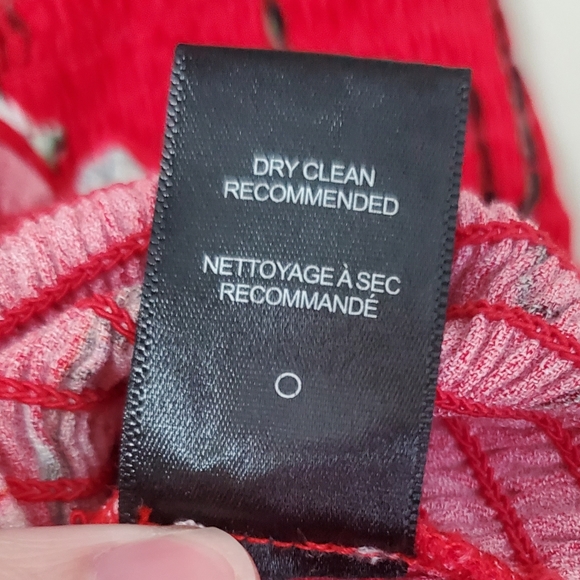 DRY CLEAN
RECOMMENDED
NETTOYAGE À SEC
RECOMMANDÉ